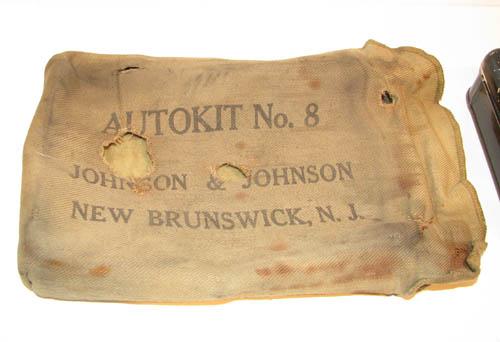 AUTOKIT No. 8
JOHNSON & JOHNSON
NEW BRUNSWICK, N. J.